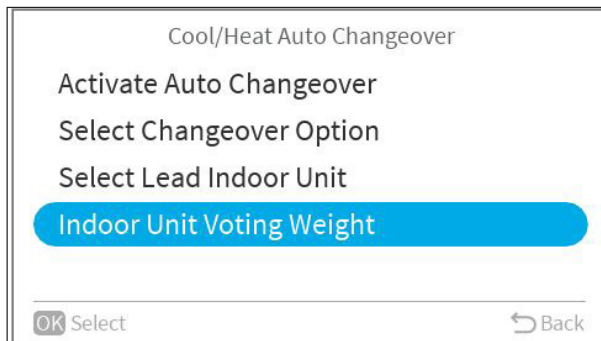 Cool/Heat Auto Changeover
Activate Auto Changeover
Select Changeover Option
Select Lead Indoor Unit
Indoor Unit Voting Weight
OK Select Back